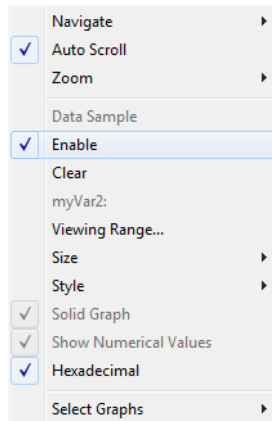 Navigate
Auto Scroll
Zoom
Data Sample
Enable
Clear
myVar2:
Viewing Range...
Size
Style
Solid Graph
Show Numerical Values
Hexadecimal
Select Graphs